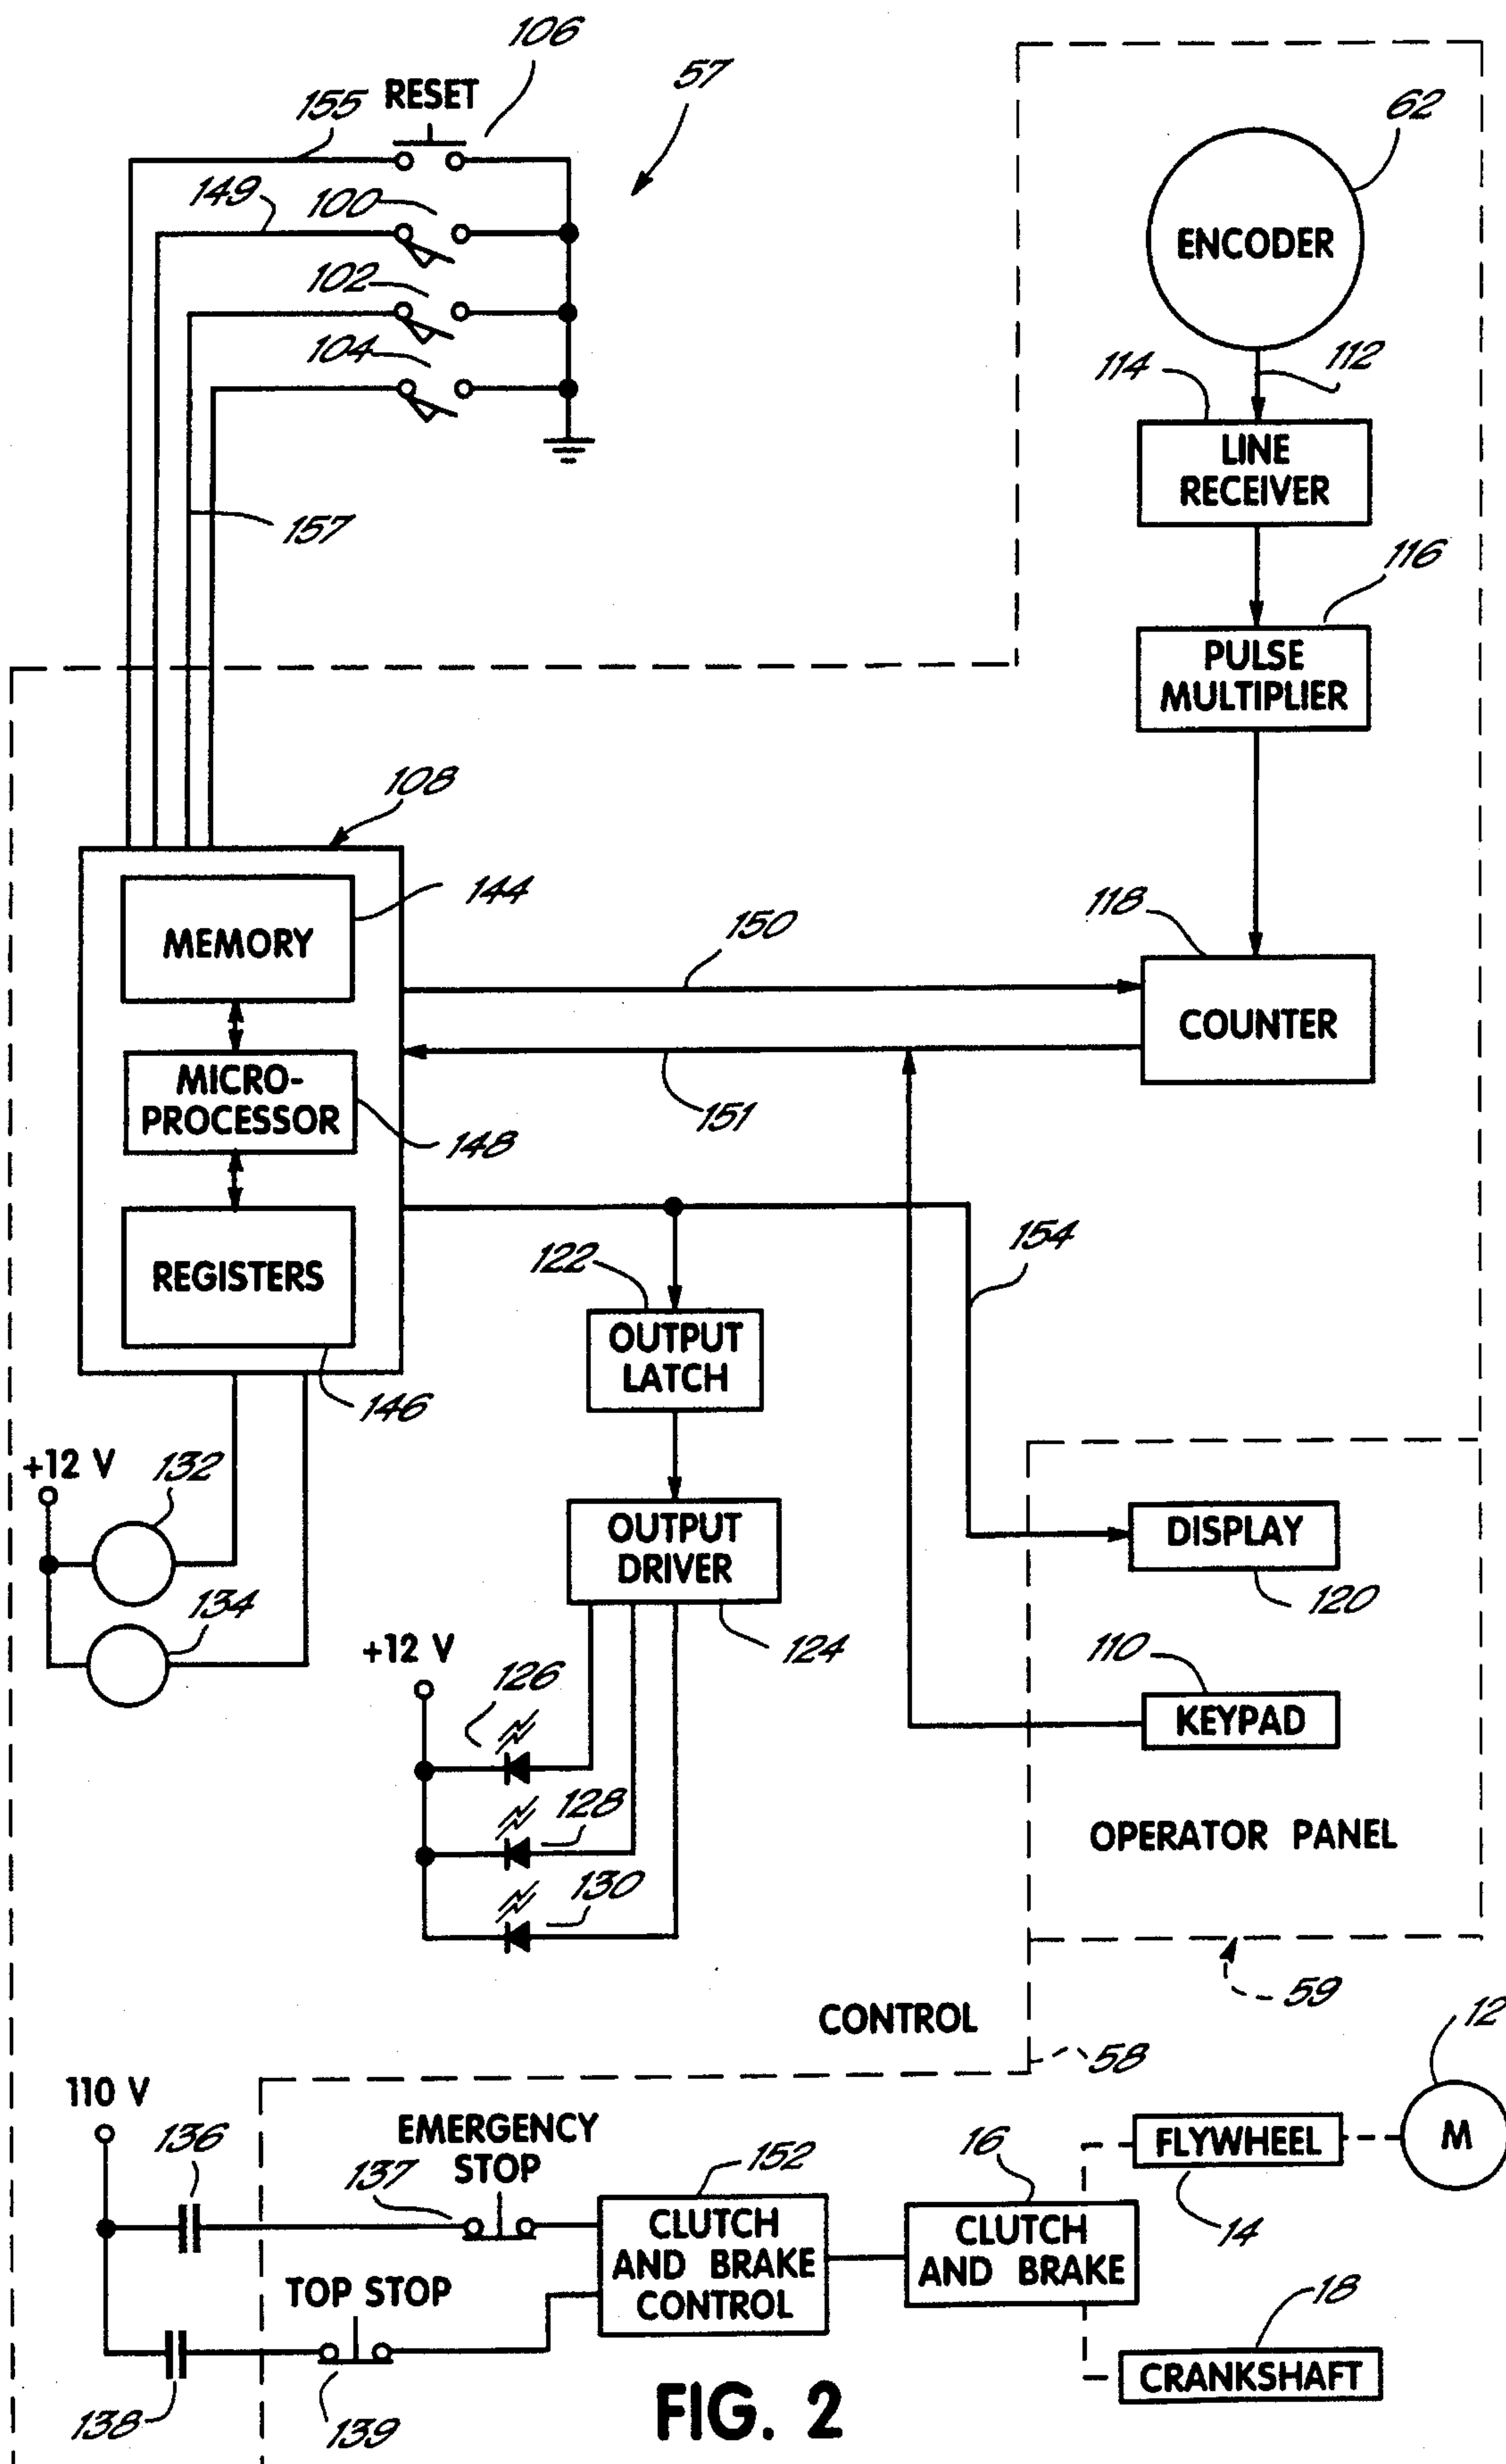 106
57
155
RESET
62
149
100
ENCODER
102
104
114
112
LINE
RECEIVER
157
116
PULSE
MULTIPLIER
108
144
MEMORY
150
118
COUNTER
MICRO-
PROCESSOR
148
151
REGISTERS
122
154
OUTPUT
LATCH
146
+12 V
132
OUTPUT
DRIVER
DISPLAY
120
134
124
+12 V
126
110
KEYPAD
128
OPERATOR PANEL
130
59
CONTROL
58
12
110 V
136
EMERGENCY
STOP
137
152
16
FLYWHEEL
M
14
CLUTCH
AND BRAKE
CONTROL
CLUTCH
AND BRAKE
TOP STOP
18
CRANKSHAFT
138
139
FIG. 2